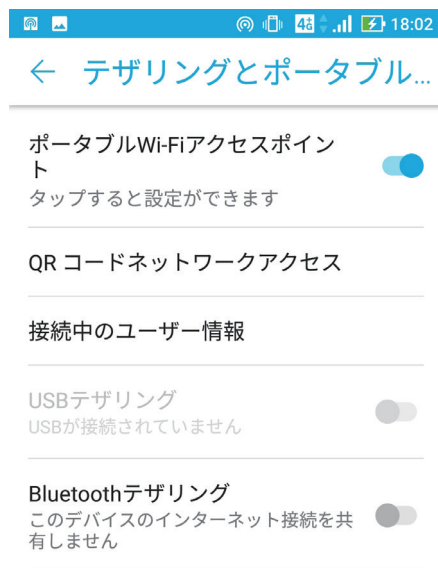 4G 18:02
テザリングとポータブル...
ポータブルWi-Fiアクセスポイン
ト
タップすると設定ができます
QR コードネットワークアクセス
接続中のユーザー情報
USBテザリング
USBが接続されていません
Bluetoothテザリング
このデバイスのインターネット接続を共
有しません